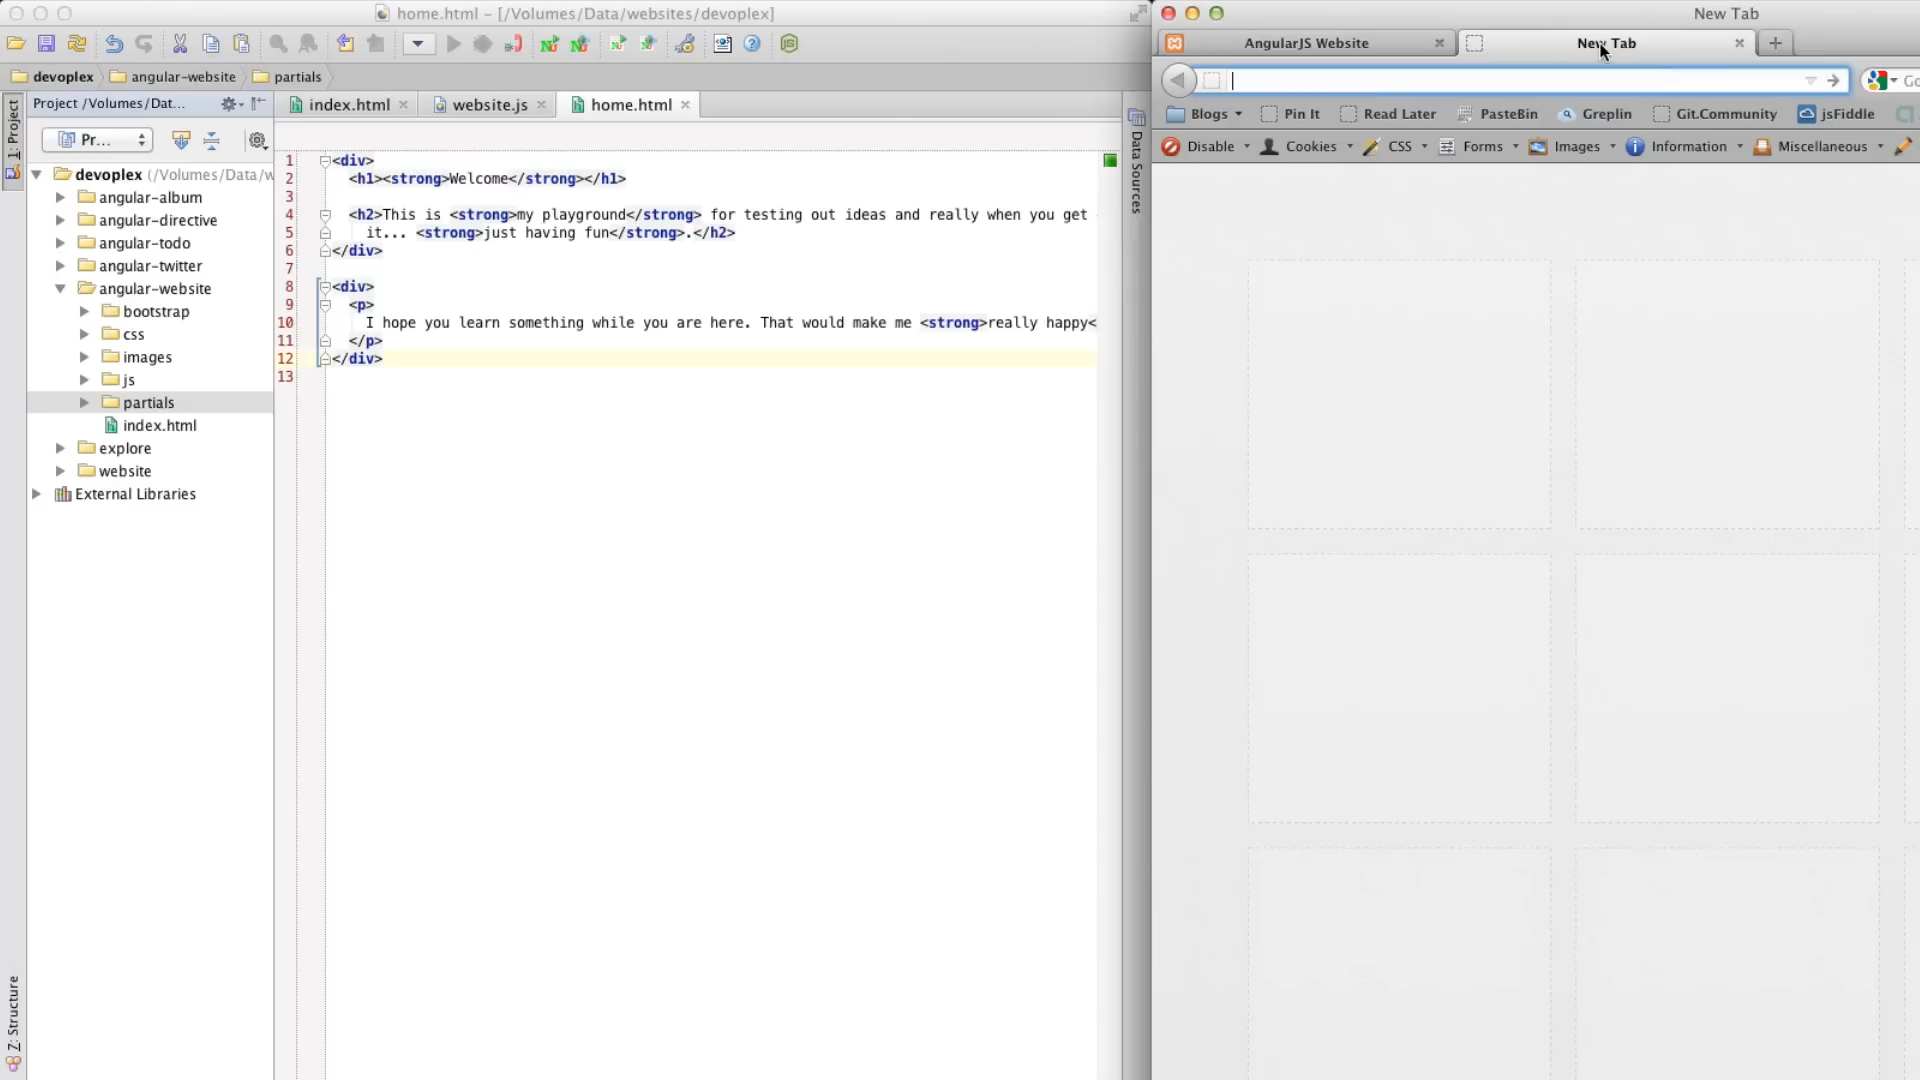 home.html – [/Volumes/Data/websites/devoplex]
devoplex angular-website partials
1: Project
Project /Volumes/Dat...
Pr...
devoplex (/Volumes/Data/w
angular-album
angular-directive
angular-todo
angular-twitter
angular-website
bootstrap
css
images
js
partials
index.html
explore
website
External Libraries
Z: Structure
index.html website.js home.html
1 <div>
2 <h1><strong>Welcome</strong></h1>
3
4 <h2>This is <strong>my playground</strong> for testing out ideas and really when you get
5 it... <strong>just having fun</strong>.</h2>
6 </div>
7
8 <div>
9 <p>
10 I hope you learn something while you are here. That would make me <strong>really happy<
11 </p>
12 </div>
13
Data Sources
New Tab
AngularJS Website New Tab
Go
Blogs Pin It Read Later PasteBin Greplin Git.Community jsFiddle
Disable Cookies CSS Forms Images Information Miscellaneous